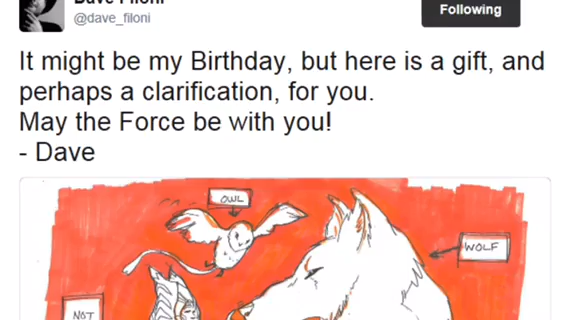 Dave Filoni
@dave_filoni
Following
It might be my Birthday, but here is a gift, and
perhaps a clarification, for you.
May the Force be with you!
- Dave
OWL
WOLF
NOT